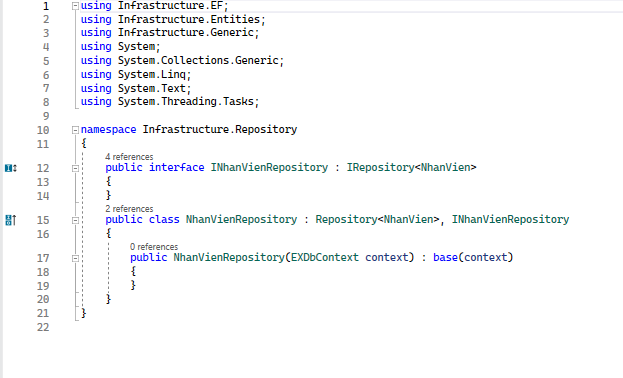 1 using Infrastructure.EF;
2 using Infrastructure.Entities;
3 using Infrastructure.Generic;
4 using System;
5 using System.Collections.Generic;
6 using System.Linq;
7 using System.Text;
8 using System.Threading.Tasks;
9
10 namespace Infrastructure.Repository
11 {
4 references
12 public interface INhanVienRepository : IRepository<NhanVien>
13 {
14 }
2 references
15 public class NhanVienRepository : Repository<NhanVien>, INhanVienRepository
16 {
0 references
17 public NhanVienRepository(EXDbContext context) : base(context)
18 {
19 }
20 }
21 }
22